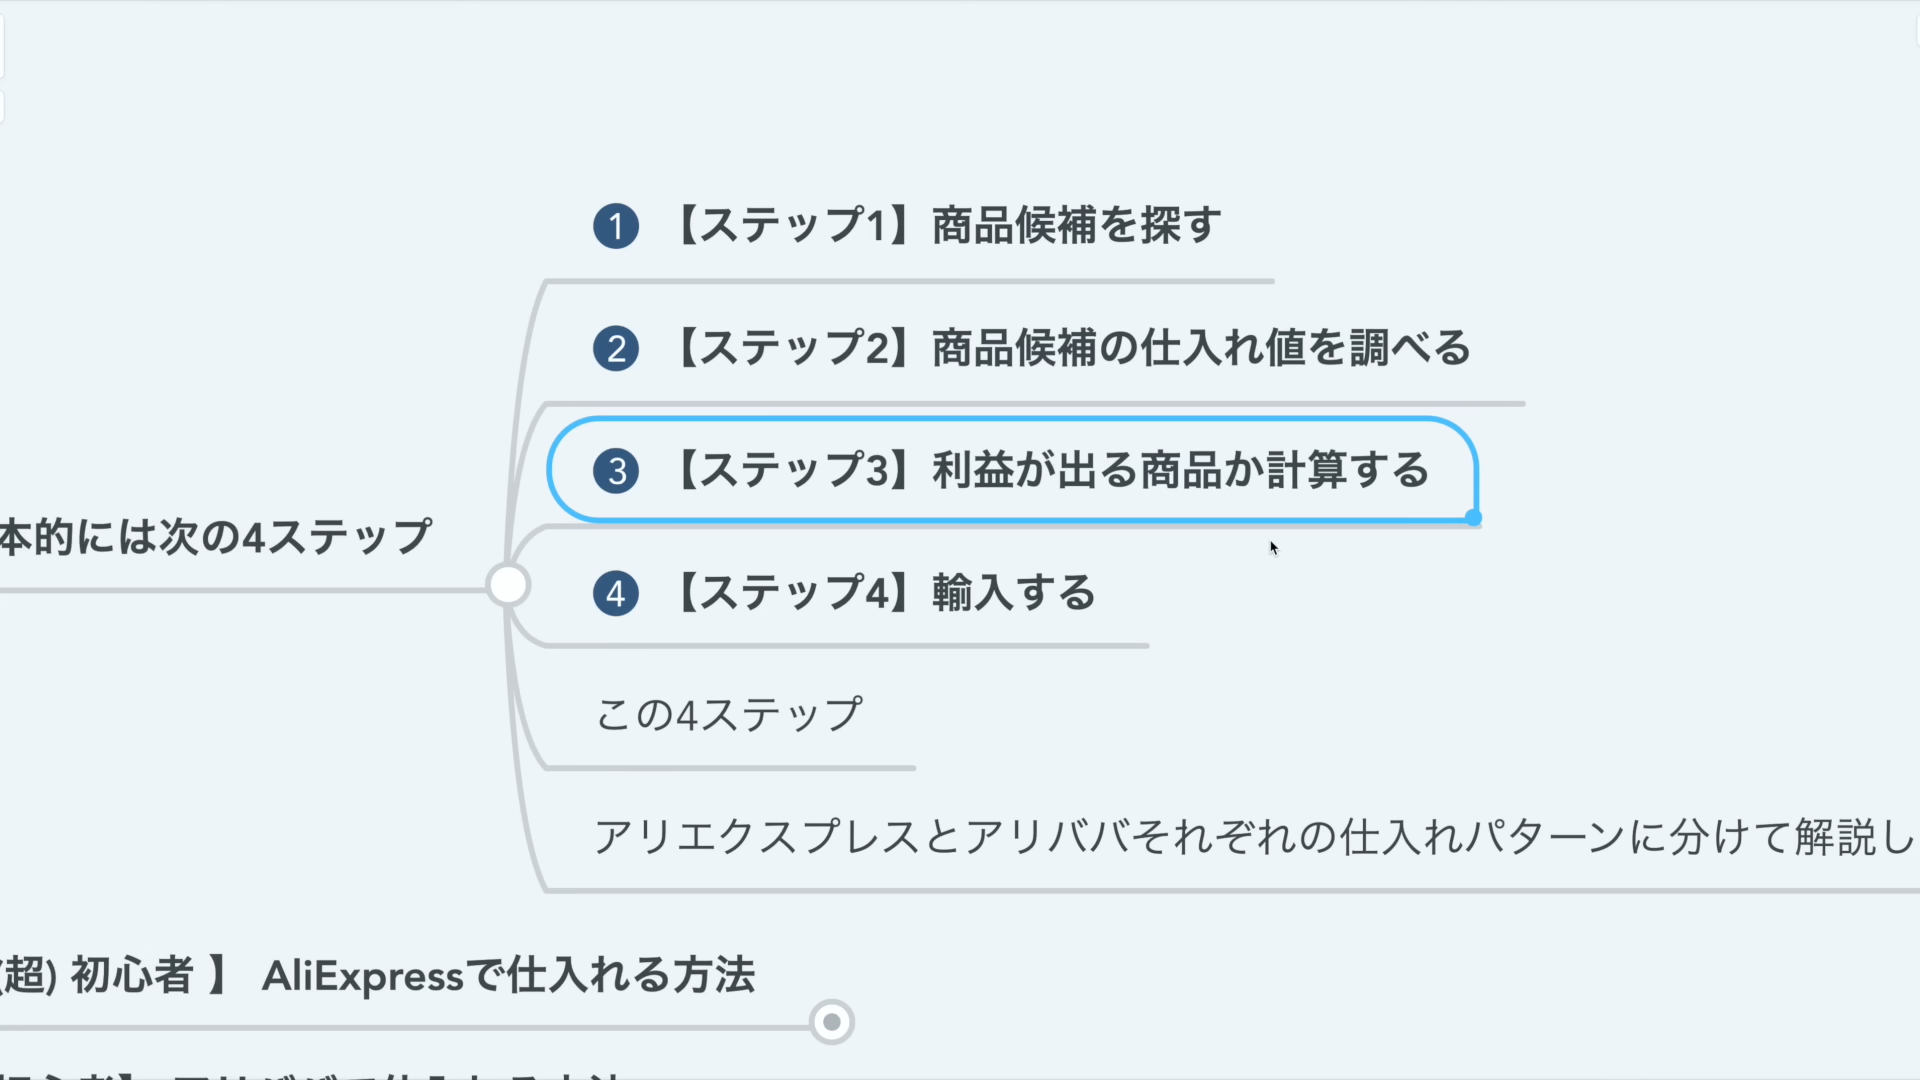 1 【ステップ1】商品候補を探す
2 【ステップ2】商品候補の仕入れ値を調べる
3 【ステップ3】利益が出る商品か計算する
本的には次の4ステップ
4 【ステップ4】輸入する
この4ステップ
アリエクスプレスとアリババそれぞれの仕入れパターンに分けて解説し
(超) 初心者 】 AliExpressで仕入れる方法